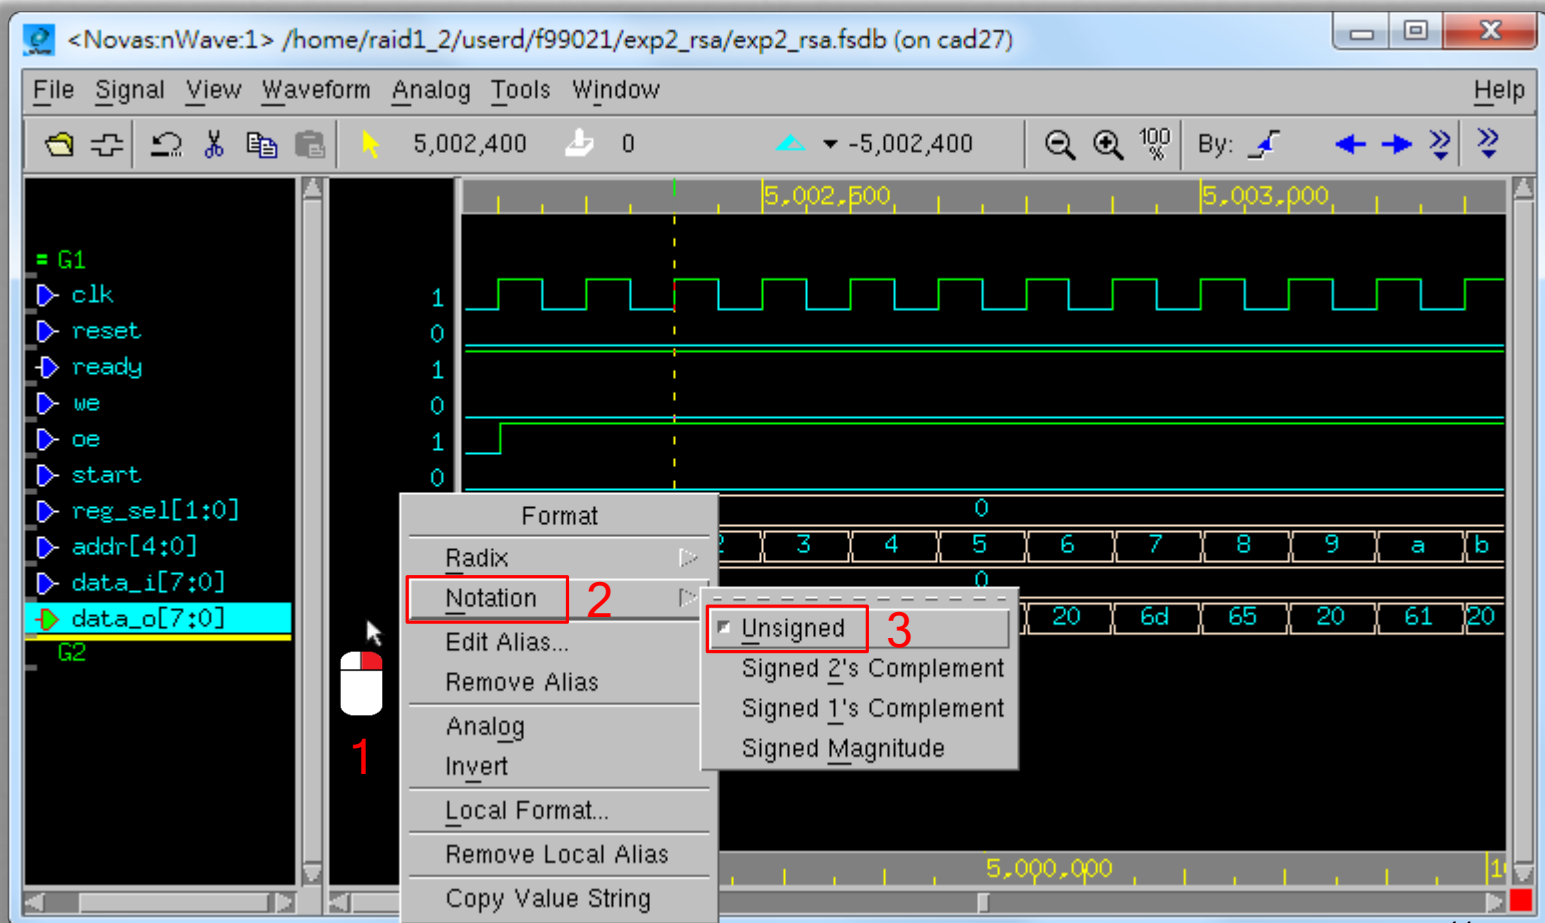 <Novas:nWave:1> /home/raid1_2/userd/f99021/exp2_rsa/exp2_rsa.fsdb (on cad27)
File Signal View Waveform Analog Tools Window Help
5,002,400 0 -5,002,400 100 % By:
5,002,500 5,003,000
= G1
clk 1
reset 0
ready 1
we 0
oe 1
start 0
reg_sel[1:0] 0
addr[4:0] 3 4 5 6 7 8 9 a b
data_i[7:0] 0
data_o[7:0] 20 6d 65 20 61 20
G2
1
Format
Radix
Notation 2
Edit Alias...
Remove Alias
Analog
Invert
Local Format...
Remove Local Alias
Copy Value String
Unsigned 3
Signed 2's Complement
Signed 1's Complement
Signed Magnitude
5,000,000